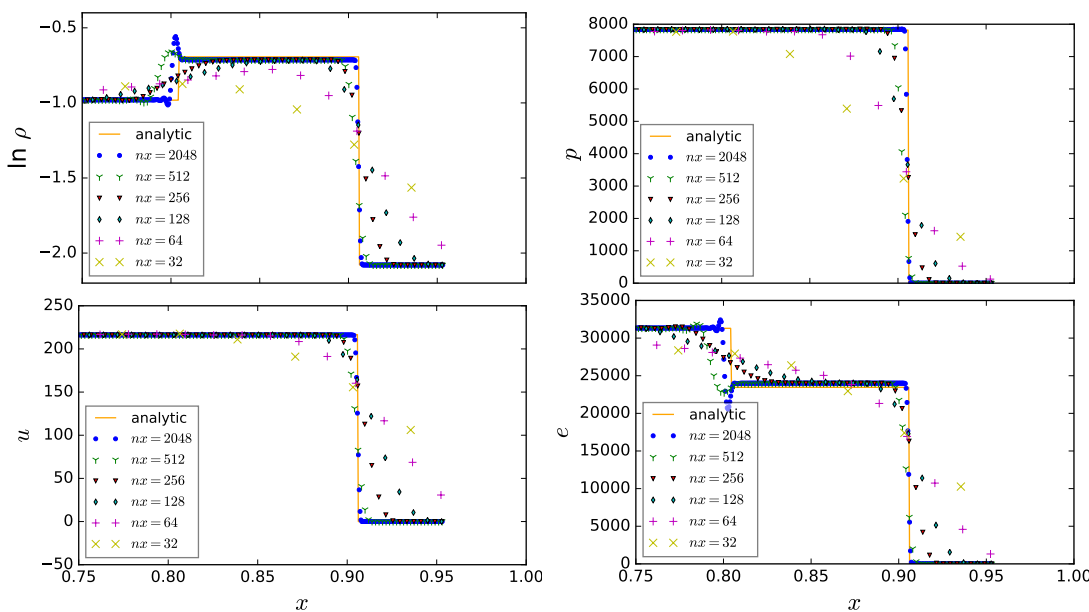 −0.5
−1.0
−1.5
−2.0
ln ρ
analytic
nx = 2048
nx = 512
nx = 256
nx = 128
nx = 64
nx = 32
8000
7000
6000
5000
4000
3000
2000
1000
0
p
analytic
nx = 2048
nx = 512
nx = 256
nx = 128
nx = 64
nx = 32
250
200
150
100
50
0
−50
u
analytic
nx = 2048
nx = 512
nx = 256
nx = 128
nx = 64
nx = 32
0.75 0.80 0.85 0.90 0.95 1.00
x
35000
30000
25000
20000
15000
10000
5000
0
e
analytic
nx = 2048
nx = 512
nx = 256
nx = 128
nx = 64
nx = 32
0.75 0.80 0.85 0.90 0.95 1.00
x